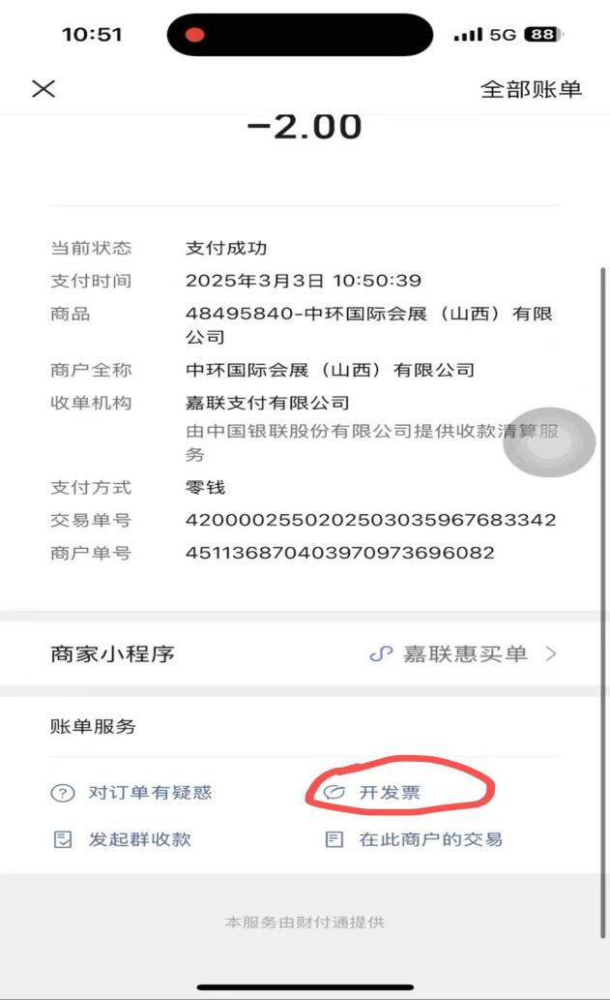 10:51 5G 88
全部账单
-2.00
当前状态 支付成功
支付时间 2025年3月3日 10:50:39
商品 48495840-中环国际会展（山西）有限
公司
商户全称 中环国际会展（山西）有限公司
收单机构 嘉联支付有限公司
由中国银联股份有限公司提供收款清算服
务
支付方式 零钱
交易单号 4200002550202503035967683342
商户单号 451136870403970973696082
商家小程序 嘉联惠买单
账单服务
对订单有疑惑 开发票
发起群收款 在此商户的交易
本服务由财付通提供